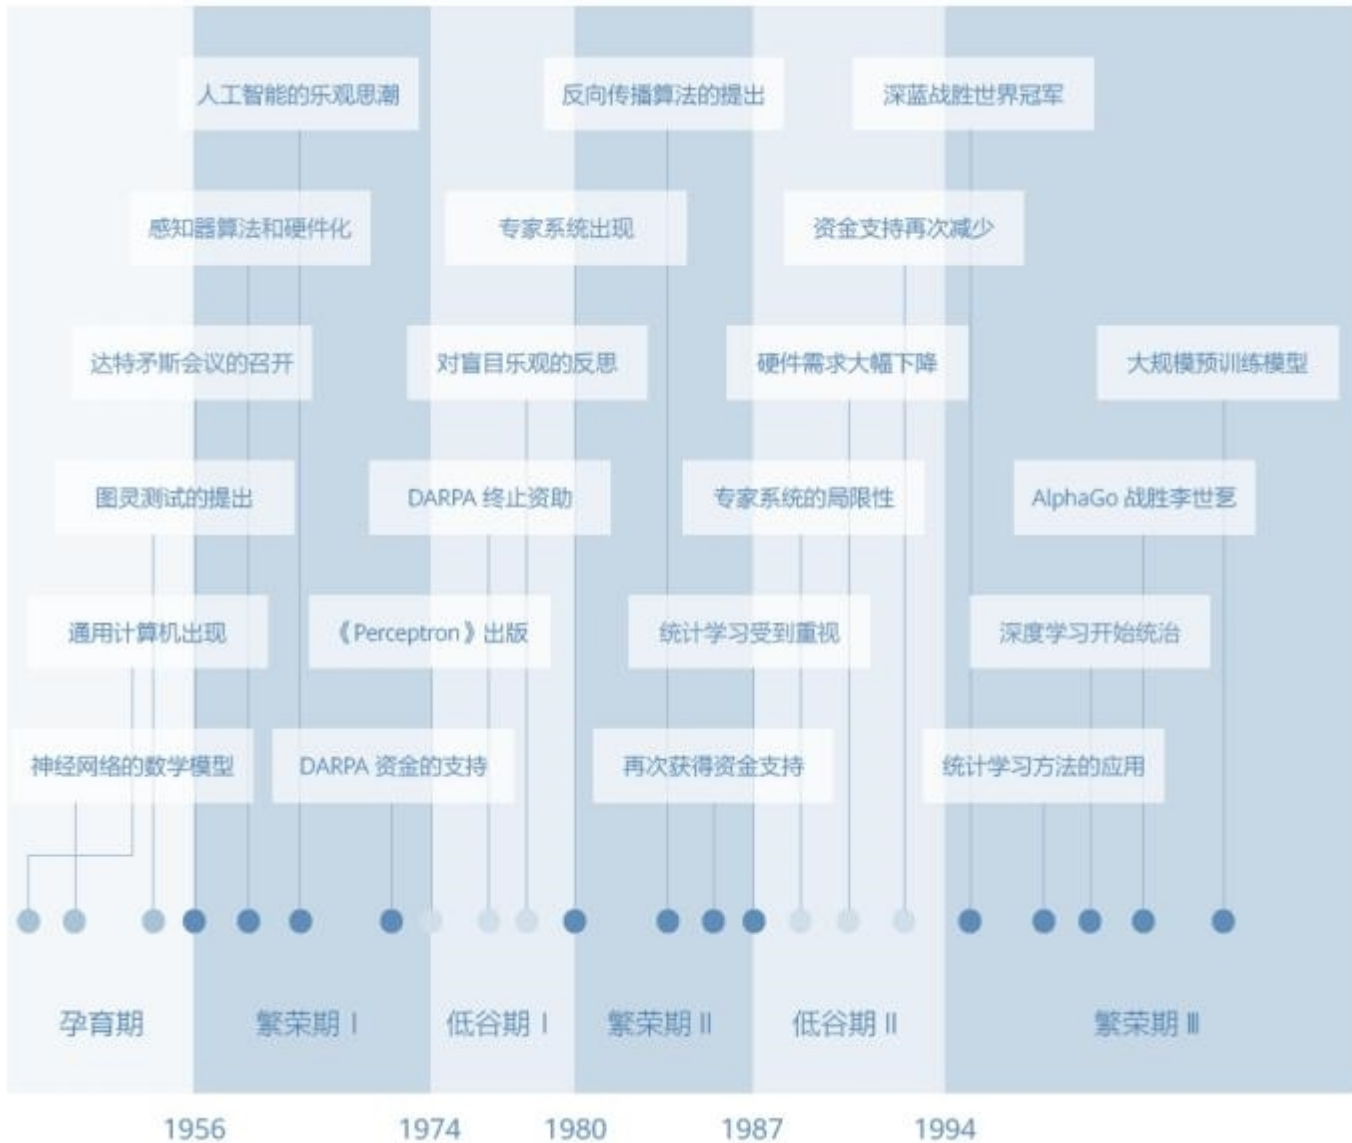 人工智能的乐观思潮
反向传播算法的提出
深蓝战胜世界冠军
感知器算法和硬件化
专家系统出现
资金支持再次减少
达特矛斯会议的召开
对盲目乐观的反思
硬件需求大幅下降
大规模预训练模型
图灵测试的提出
DARPA 终止资助
专家系统的局限性
AlphaGo 战胜李世乭
通用计算机出现
《Perceptron》出版
统计学习受到重视
深度学习开始统治
神经网络的数学模型
DARPA 资金的支持
再次获得资金支持
统计学习方法的应用
孕育期
繁荣期 I
低谷期 I
繁荣期 II
低谷期 II
繁荣期 III
1956
1974
1980
1987
1994